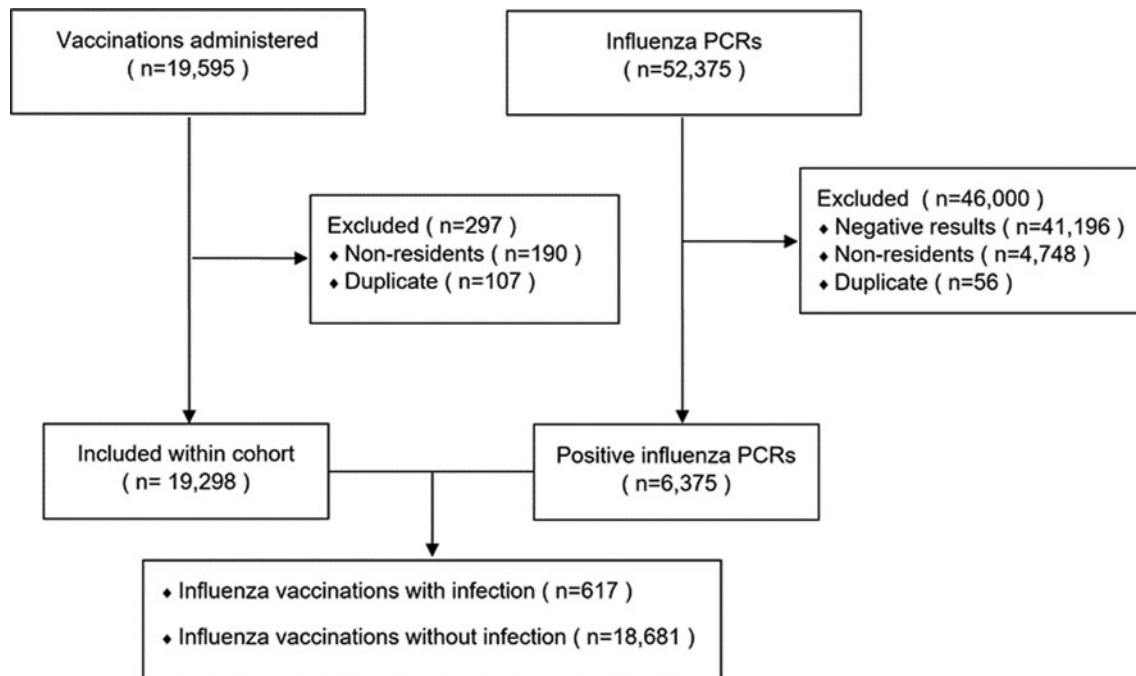 Vaccinations administered
( n=19,595 )
Influenza PCRs
( n=52,375 )
Excluded ( n=297 )
♦ Non-residents ( n=190 )
♦ Duplicate ( n=107 )
Excluded ( n=46,000 )
♦ Negative results ( n=41,196 )
♦ Non-residents ( n=4,748 )
♦ Duplicate ( n=56 )
Included within cohort
( n= 19,298 )
Positive influenza PCRs
( n=6,375 )
♦ Influenza vaccinations with infection ( n=617 )
♦ Influenza vaccinations without infection ( n=18,681 )